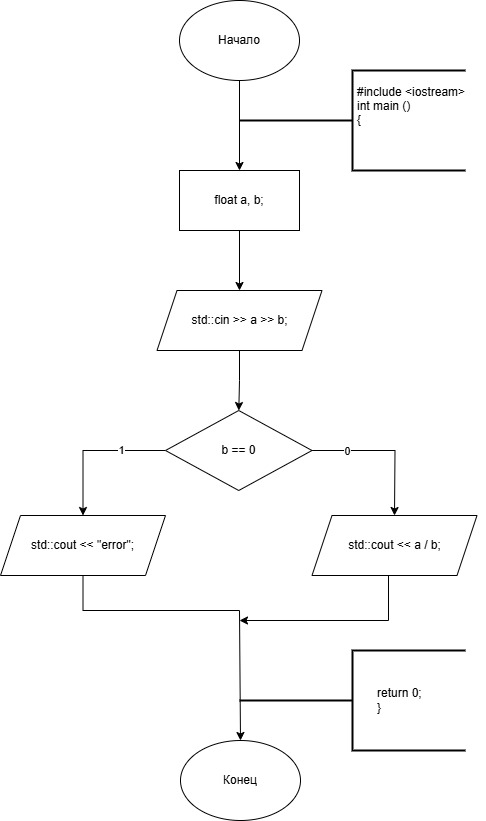 Начало
#include <iostream>
int main ()
{
float a, b;
std::cin >> a >> b;
b == 0
1
0
std::cout << "error";
std::cout << a / b;
return 0;
}
Конец